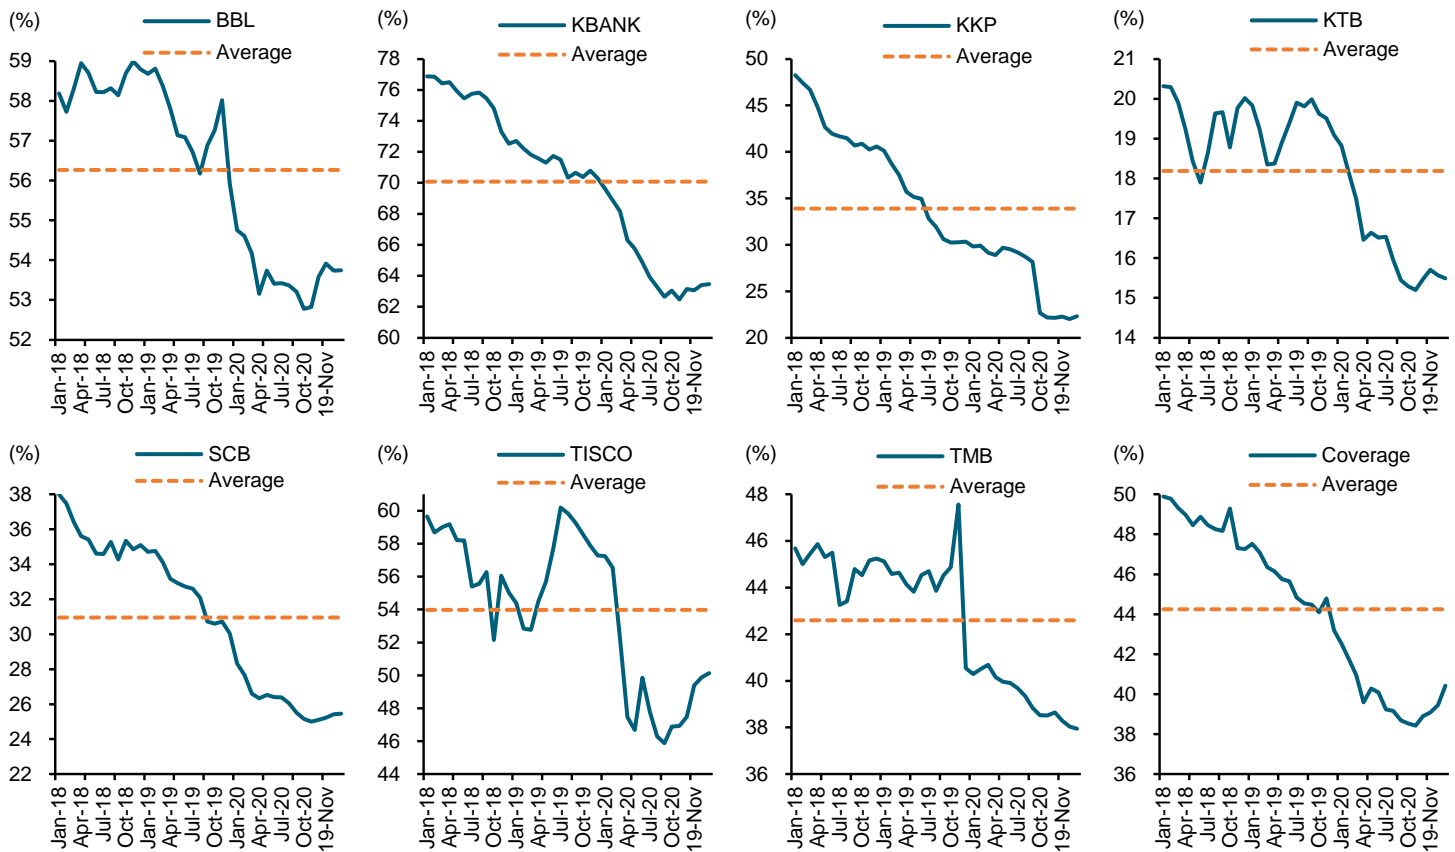 (%)
BBL
Average
59
58
57
56
55
54
53
52
Jan-18
Apr-18
Jul-18
Oct-18
Jan-19
Apr-19
Jul-19
Oct-19
Jan-20
Apr-20
Jul-20
Oct-20
19-Nov
(%)
KBANK
Average
78
76
74
72
70
68
66
64
62
60
Jan-18
Apr-18
Jul-18
Oct-18
Jan-19
Apr-19
Jul-19
Oct-19
Jan-20
Apr-20
Jul-20
Oct-20
19-Nov
(%)
KKP
Average
50
45
40
35
30
25
20
Jan-18
Apr-18
Jul-18
Oct-18
Jan-19
Apr-19
Jul-19
Oct-19
Jan-20
Apr-20
Jul-20
Oct-20
19-Nov
(%)
KTB
Average
21
20
19
18
17
16
15
14
Jan-18
Apr-18
Jul-18
Oct-18
Jan-19
Apr-19
Jul-19
Oct-19
Jan-20
Apr-20
Jul-20
Oct-20
19-Nov
(%)
SCB
Average
38
36
34
32
30
28
26
24
22
Jan-18
Apr-18
Jul-18
Oct-18
Jan-19
Apr-19
Jul-19
Oct-19
Jan-20
Apr-20
Jul-20
Oct-20
19-Nov
(%)
TISCO
Average
60
58
56
54
52
50
48
46
44
Jan-18
Apr-18
Jul-18
Oct-18
Jan-19
Apr-19
Jul-19
Oct-19
Jan-20
Apr-20
Jul-20
Oct-20
19-Nov
(%)
TMB
Average
48
46
44
42
40
38
36
Jan-18
Apr-18
Jul-18
Oct-18
Jan-19
Apr-19
Jul-19
Oct-19
Jan-20
Apr-20
Jul-20
Oct-20
19-Nov
(%)
Coverage
Average
50
48
46
44
42
40
38
36
Jan-18
Apr-18
Jul-18
Oct-18
Jan-19
Apr-19
Jul-19
Oct-19
Jan-20
Apr-20
Jul-20
Oct-20
19-Nov